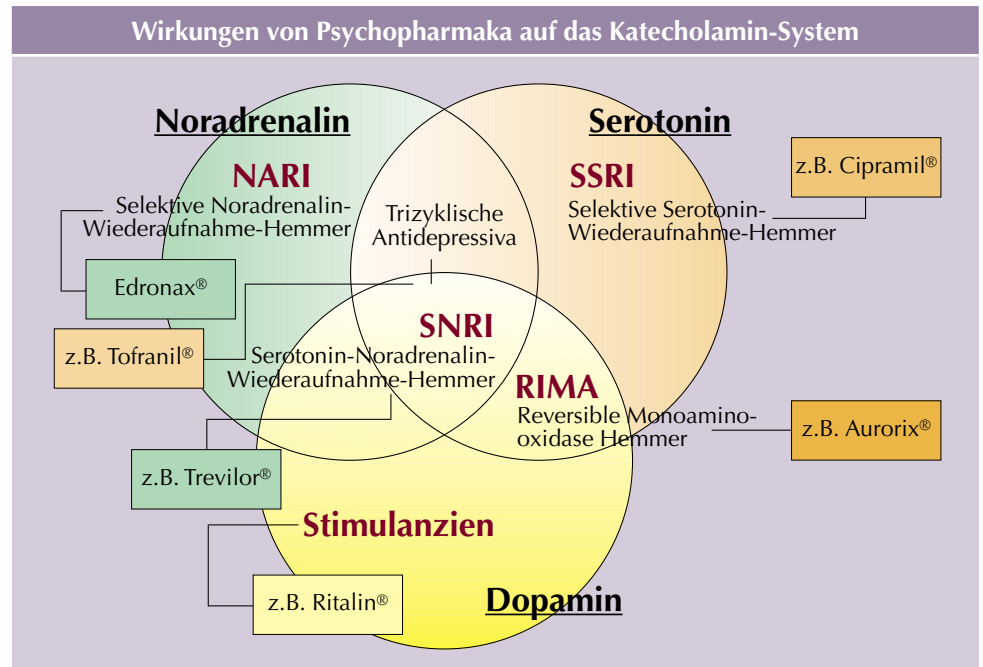 Wirkungen von Psychopharmaka auf das Katecholamin-System
Noradrenalin
Serotonin
NARI
Selektive Noradrenalin-
Wiederaufnahme-Hemmer
Trizyklische
Antidepressiva
SSRI
Selektive Serotonin-
Wiederaufnahme-Hemmer
z.B. Cipramil®
Edronax®
z.B. Tofranil®
SNRI
Serotonin-Noradrenalin-
Wiederaufnahme-Hemmer
RIMA
Reversible Monoamino-
oxidase Hemmer
z.B. Aurorix®
z.B. Trevilor®
Stimulanzien
z.B. Ritalin®
Dopamin